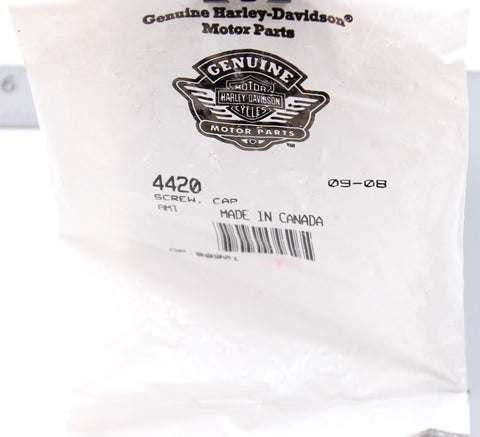 Genuine Harley-Davidson®
Motor Parts
GENUINE
MOTOR
HARLEY-DAVIDSON
CYCLES
MOTOR PARTS
4420
09-08
SCREW, CAP
AMT
MADE IN CANADA
6